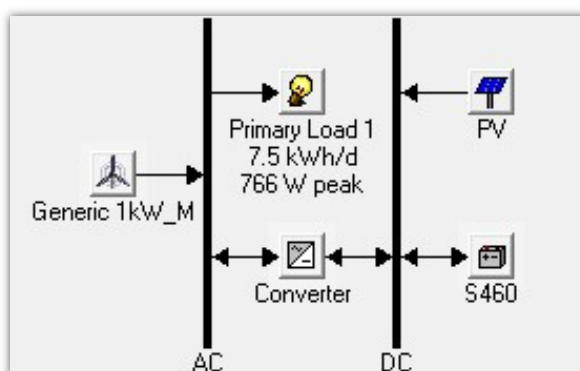 Primary Load 1
7.5 kWh/d
766 W peak
PV
Generic 1kW_M
Converter
S460
AC
DC